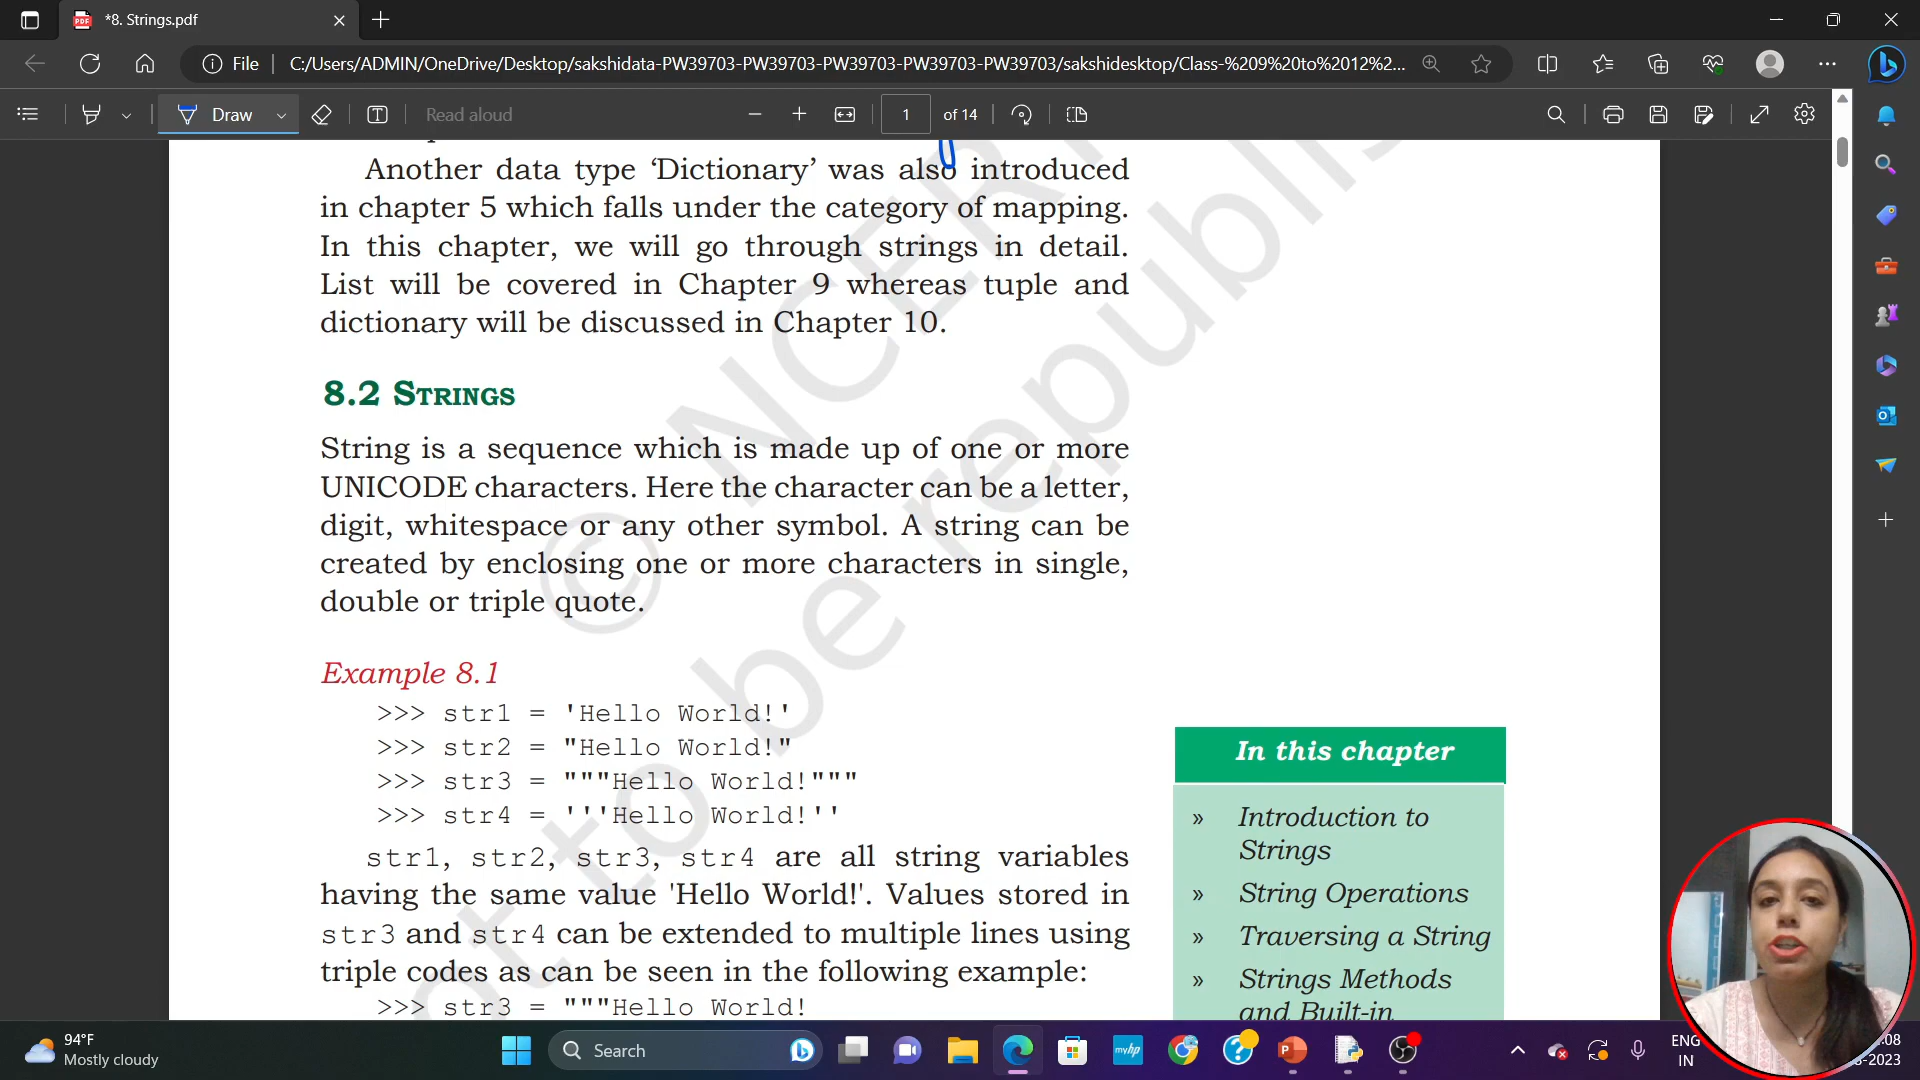 *8. Strings.pdf
File
C:/Users/ADMIN/OneDrive/Desktop/sakshidata-PW39703-PW39703-PW39703-PW39703-PW39703/sakshidesktop/Class-%209%20to%2012%2...
Draw
Read aloud
1
of 14
Another data type ‘Dictionary’ was also introduced
in chapter 5 which falls under the category of mapping.
In this chapter, we will go through strings in detail.
List will be covered in Chapter 9 whereas tuple and
dictionary will be discussed in Chapter 10.
8.2 STRINGS
String is a sequence which is made up of one or more
UNICODE characters. Here the character can be a letter,
digit, whitespace or any other symbol. A string can be
created by enclosing one or more characters in single,
double or triple quote.
Example 8.1
>>> str1 = 'Hello World!'
>>> str2 = "Hello World!"
>>> str3 = """Hello World!"""
>>> str4 = '''Hello World!''
str1, str2, str3, str4 are all string variables
having the same value 'Hello World!'. Values stored in
str3 and str4 can be extended to multiple lines using
triple codes as can be seen in the following example:
>>> str3 = """Hello World!
In this chapter
» Introduction to
Strings
» String Operations
» Traversing a String
» Strings Methods
and Built-in
© NCERT
not to be republis
94°F
Mostly cloudy
Search
myhp
ENG
IN
:08
-2023